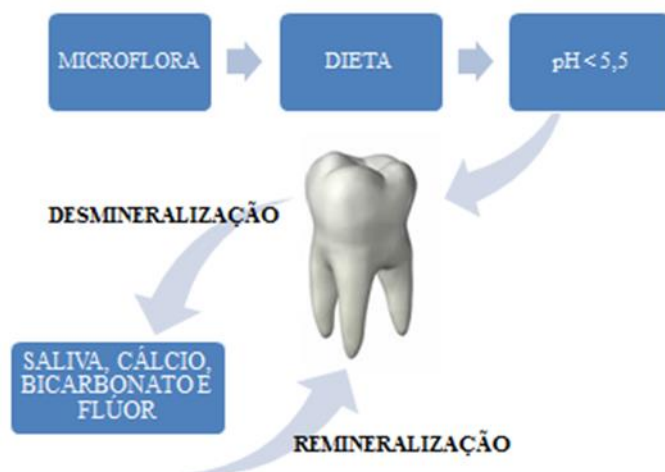 MICROFLORA
DIETA
pH < 5,5
DESMINERALIZAÇÃO
SALIVA, CÁLCIO,
BICARBONATO E
FLÚOR
REMINERALIZAÇÃO